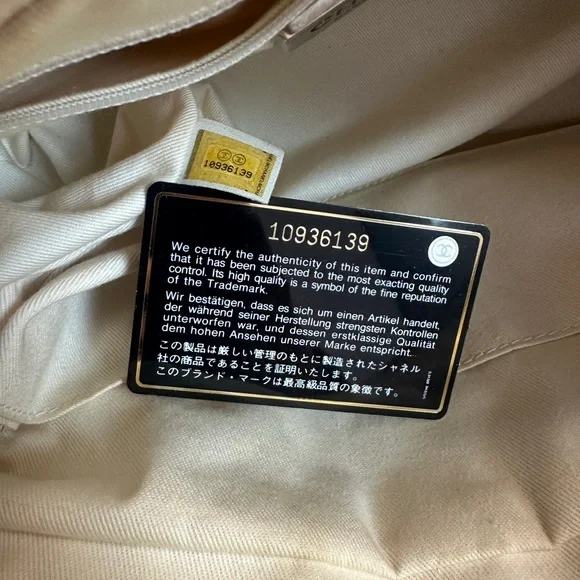 10936139
10936139
We certify the authenticity of this item and confirm
that it has been subjected to the most exacting quality
control. Its high quality is a symbol of the fine reputation
of the Trademark.
Wir bestätigen, dass es sich um einen Artikel handelt,
der während seiner Herstellung strengsten Kontrollen
unterworfen war, und dessen erstklassige Qualität
dem hohen Ansehen unserer Marke entspricht.
この製品は厳しい管理のもとに製造されたシャネル
社の商品であることを証明いたします。
このブランド・マークは最高級品質の象徴です。